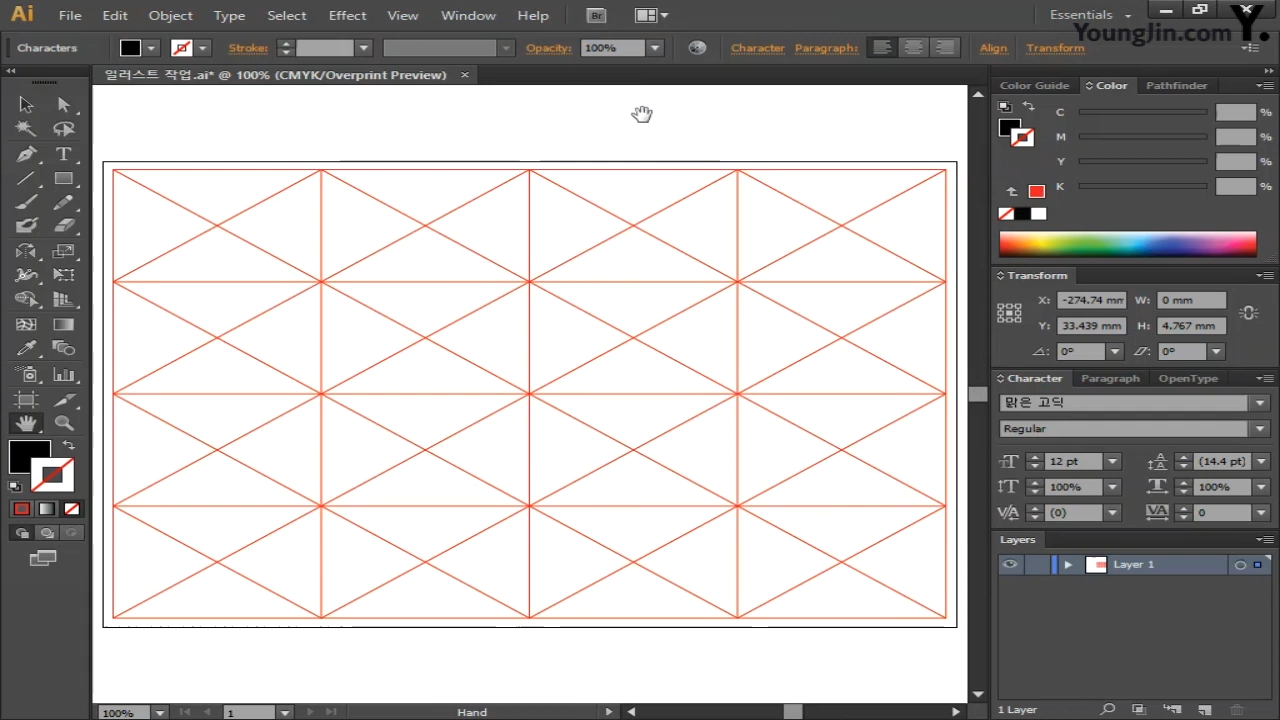 Ai File Edit Object Type Select Effect View Window Help Br Essentials
YoungJin.com Y.
Characters Stroke: Opacity: 100% Character Paragraph: Align Transform
일러스트 작업.ai* @ 100% (CMYK/Overprint Preview) ×
Color Guide Color Pathfinder
C %
M %
Y %
K %
Transform
X: -274.74 mm W: 0 mm
Y: 33.439 mm H: 4.767 mm
0° 0°
Character Paragraph OpenType
맑은 고딕
Regular
12 pt (14.4 pt)
100% 100%
(0) 0
Layers
Layer 1
1 Layer
100% 1 Hand